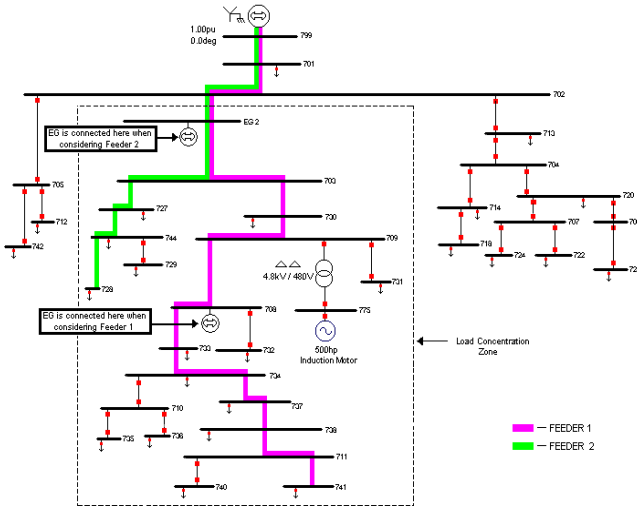 1.00pu
0.0deg
799
701
702
EG 2
EG is connected here when
considering Feeder 2
713
704
705
703
712
742
727
730
714
720
707
744
709
718
724
722
729
728
731
4.8kV / 480V
EG is connected here when
considering Feeder 1
708
775
733
732
500hp
Induction Motor
Load Concentration
Zone
734
710
737
735
736
738
711
740
741
FEEDER 1
FEEDER 2